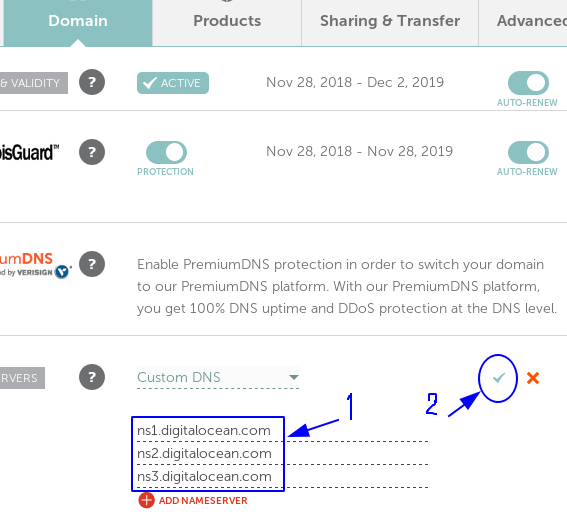 Domain
Products
Sharing & Transfer
Advanced
& VALIDITY
?
ACTIVE
Nov 28, 2018 - Dec 2, 2019
AUTO-RENEW
oisGuard™
?
PROTECTION
Nov 28, 2018 - Nov 28, 2019
AUTO-RENEW
umDNS
ed by VERISIGN
?
Enable PremiumDNS protection in order to switch your domain
to our PremiumDNS platform. With our PremiumDNS platform,
you get 100% DNS uptime and DDoS protection at the DNS level.
RVERS
?
Custom DNS
1
2
ns1.digitalocean.com
ns2.digitalocean.com
ns3.digitalocean.com
ADD NAMESERVER